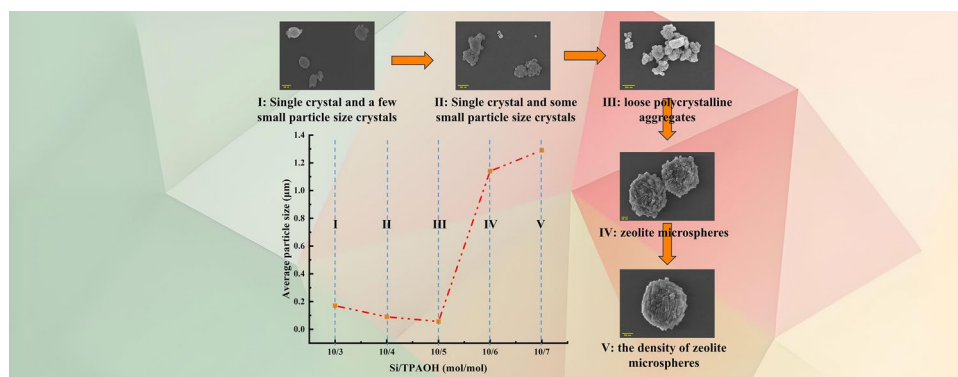 I: Single crystal and a few
small particle size crystals
II: Single crystal and some
small particle size crystals
III: loose polycrystalline
aggregates
IV: zeolite microspheres
V: the density of zeolite
microspheres
Average particle size (μm)
1.4
1.2
1.0
0.8
0.6
0.4
0.2
0.0
I
II
III
IV
V
10/3
10/4
10/5
10/6
10/7
Si/TPAOH (mol/mol)